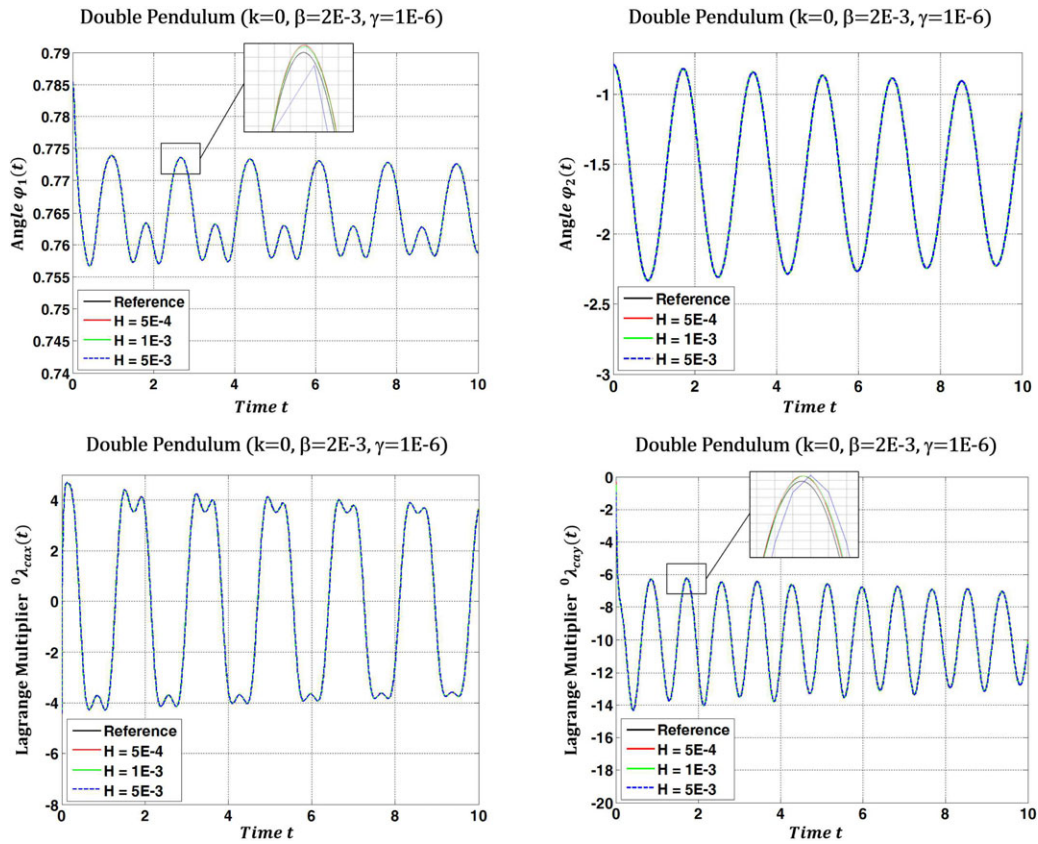 Double Pendulum (k=0, β=2E-3, γ=1E-6)
0.79
0.785
0.78
0.775
0.77
0.765
0.76
0.755
0.75
0.745
0.74
Angle φ₁(t)
Reference
H = 5E-4
H = 1E-3
H = 5E-3
0 2 4 6 8 10
Time t
Double Pendulum (k=0, β=2E-3, γ=1E-6)
-1
-1.5
-2
-2.5
-3
Angle φ₂(t)
Reference
H = 5E-4
H = 1E-3
H = 5E-3
0 2 4 6 8 10
Time t
Double Pendulum (k=0, β=2E-3, γ=1E-6)
4
2
0
-2
-4
-6
-8
Lagrange Multiplier ⁰λcax(t)
Reference
H = 5E-4
H = 1E-3
H = 5E-3
0 2 4 6 8 10
Time t
Double Pendulum (k=0, β=2E-3, γ=1E-6)
0
-2
-4
-6
-8
-10
-12
-14
-16
-18
-20
Lagrange Multiplier ⁰λcay(t)
Reference
H = 5E-4
H = 1E-3
H = 5E-3
0 2 4 6 8 10
Time t